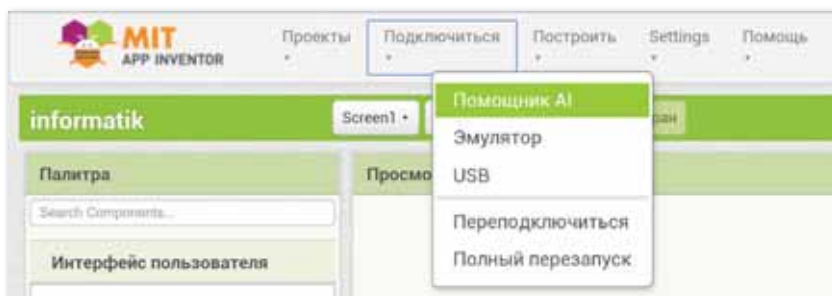 MIT
APP INVENTOR
Проекты Подключиться Построить Settings Помощь
informatik Screen1
Помощник AI
Эмулятор
USB
Переподключиться
Полный перезапуск
Палитра
Search Components...
Интерфейс пользователя